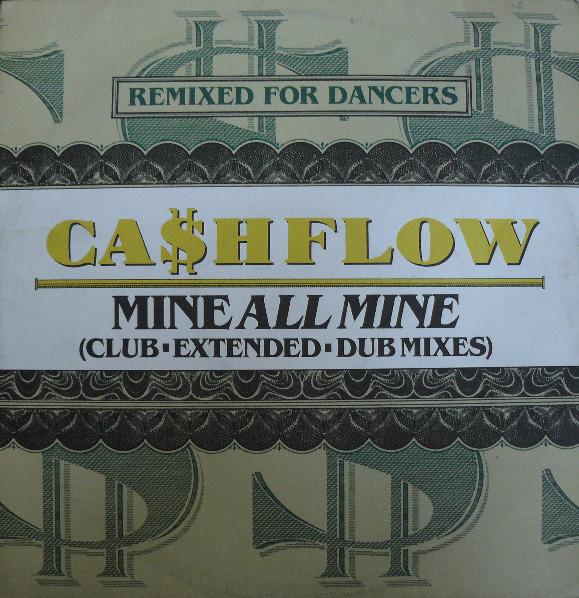 REMIXED FOR DANCERS
CA$HFLOW
MINE ALL MINE
(CLUB ▪ EXTENDED ▪ DUB MIXES)